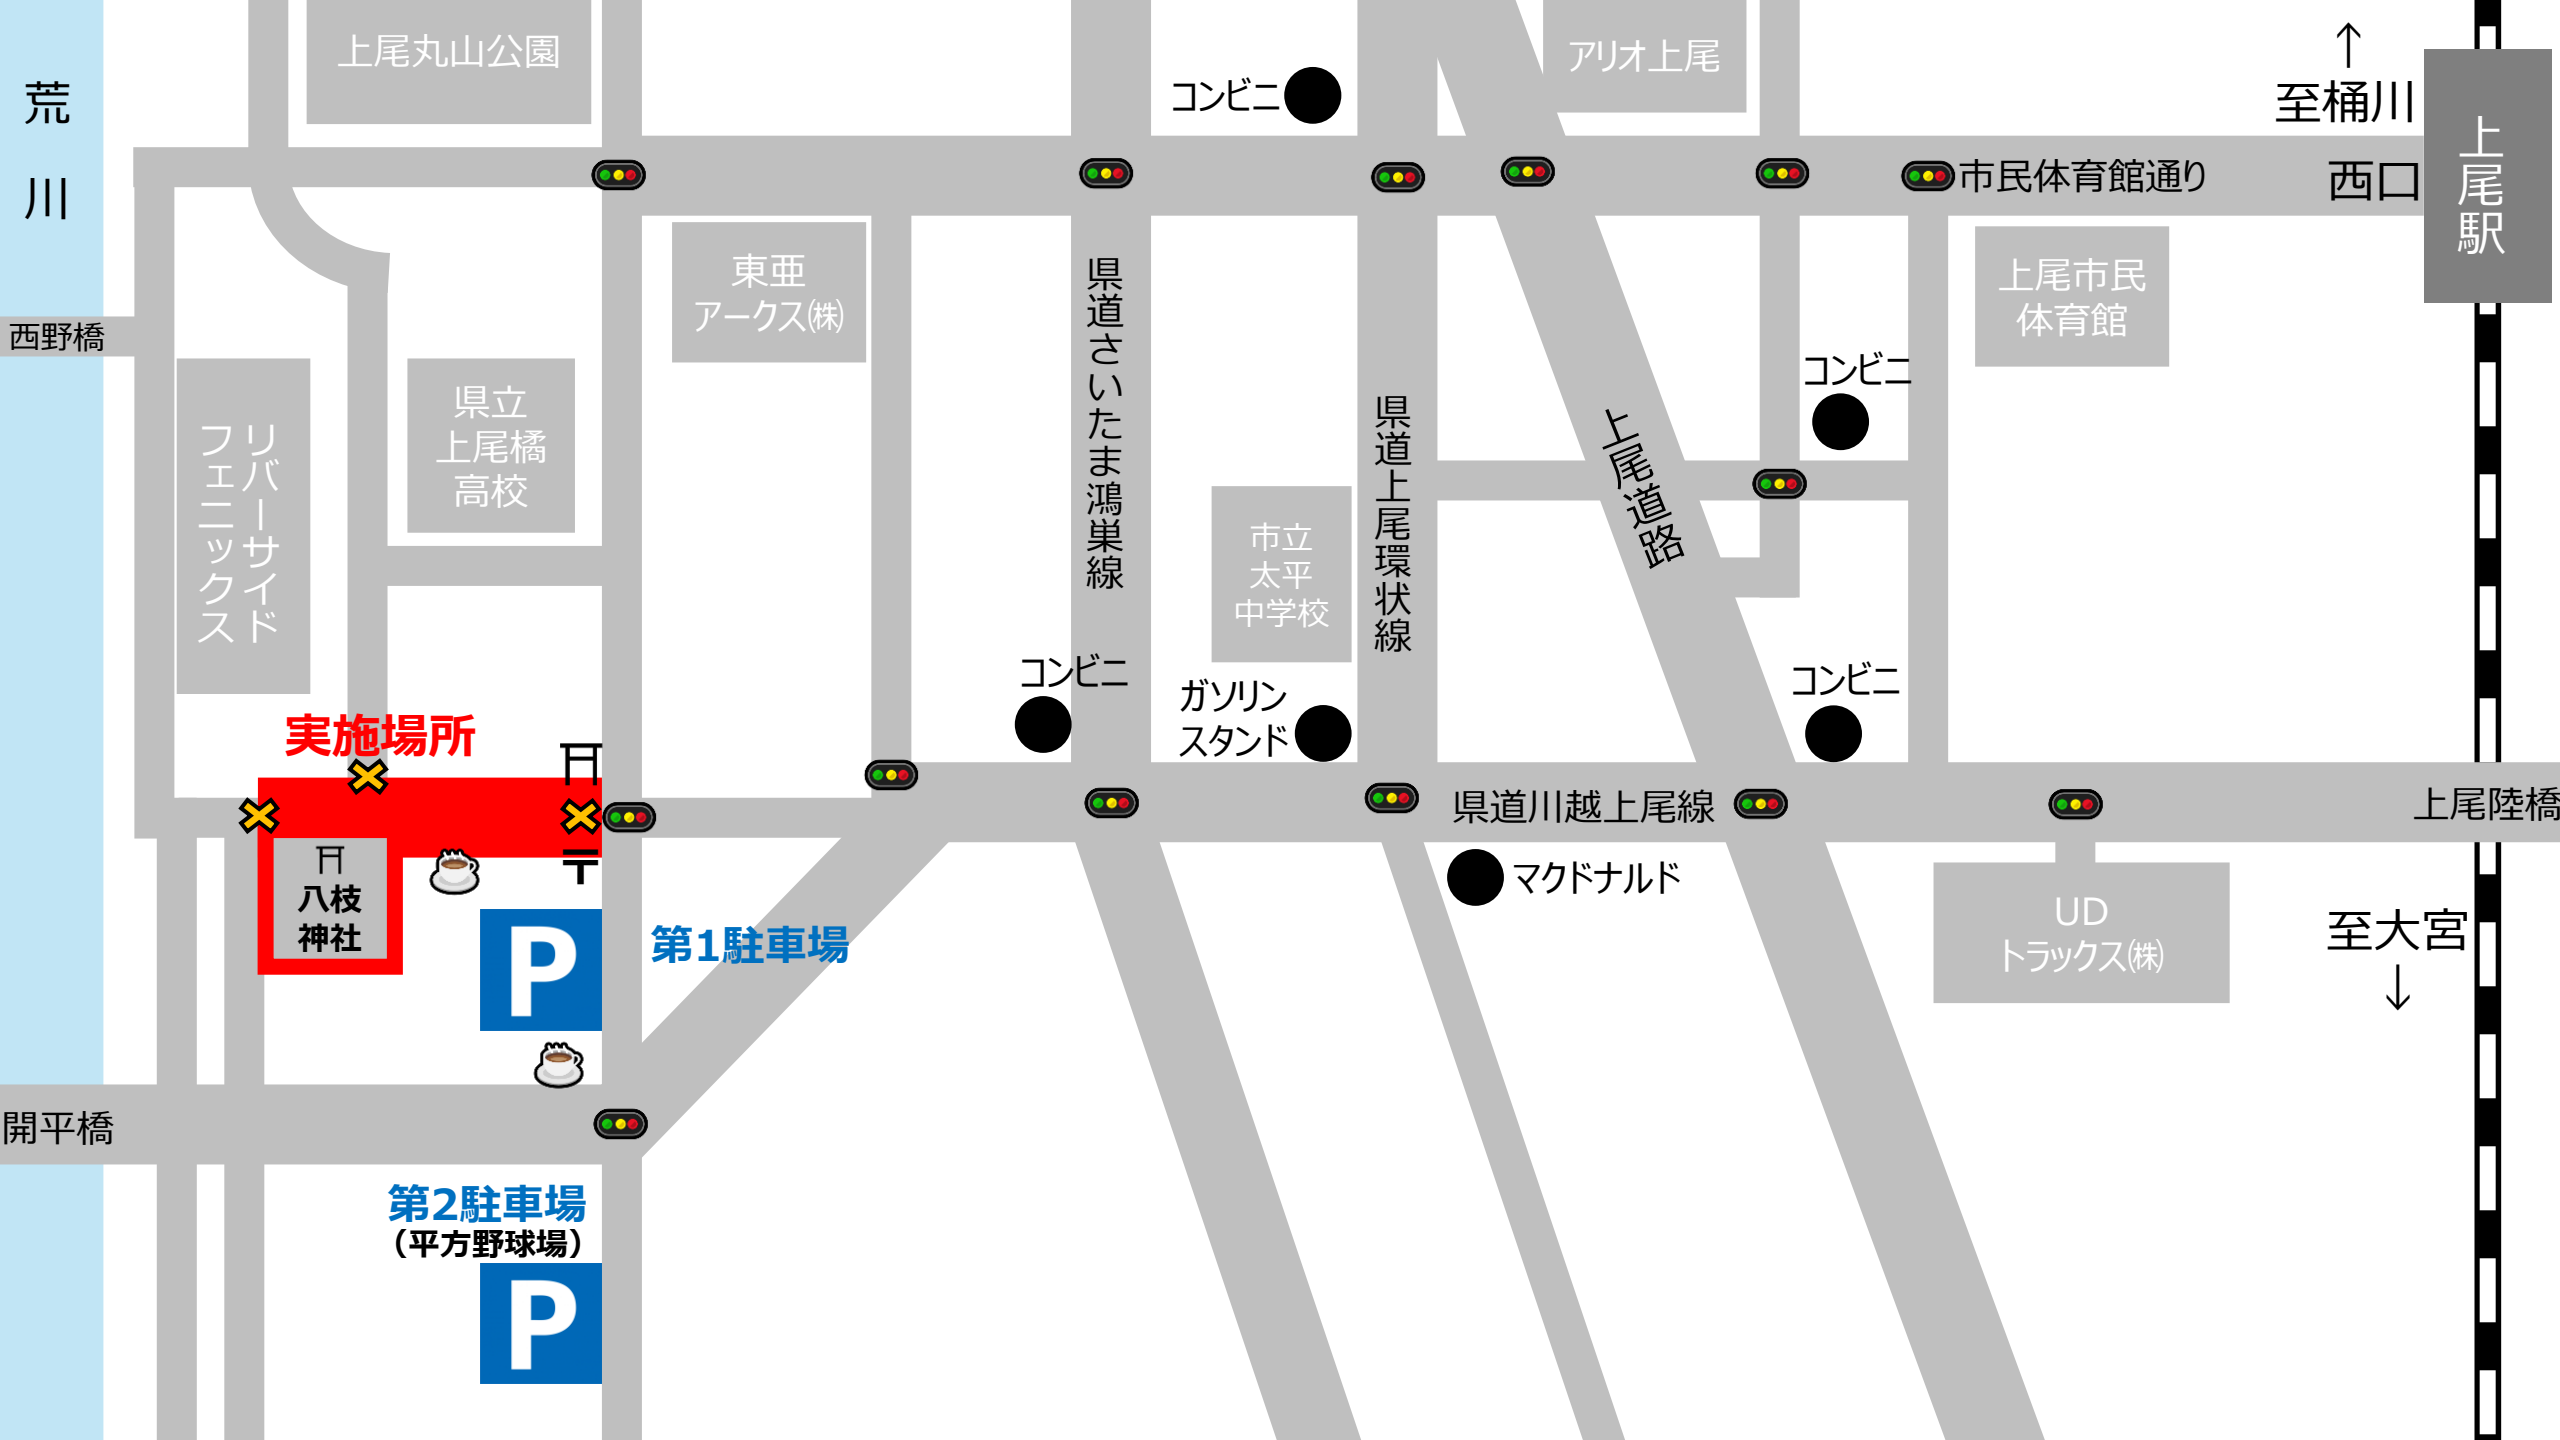 上尾丸山公園
アリオ上尾
↑
至桶川
荒川
コンビニ
市民体育館通り
西口
上尾駅
東亜
アークス㈱
上尾市民
体育館
西野橋
県道さいたま鴻巣線
県道上尾環状線
上尾道路
コンビニ
県立
上尾橘
高校
リバーサイド
フェニックス
市立
太平
中学校
コンビニ
ガソリン
スタンド
コンビニ
実施場所
県道川越上尾線
上尾陸橋
〒
八枝
神社
マクドナルド
UD
トラックス㈱
至大宮
↓
第1駐車場
P
開平橋
第2駐車場
（平方野球場）
P